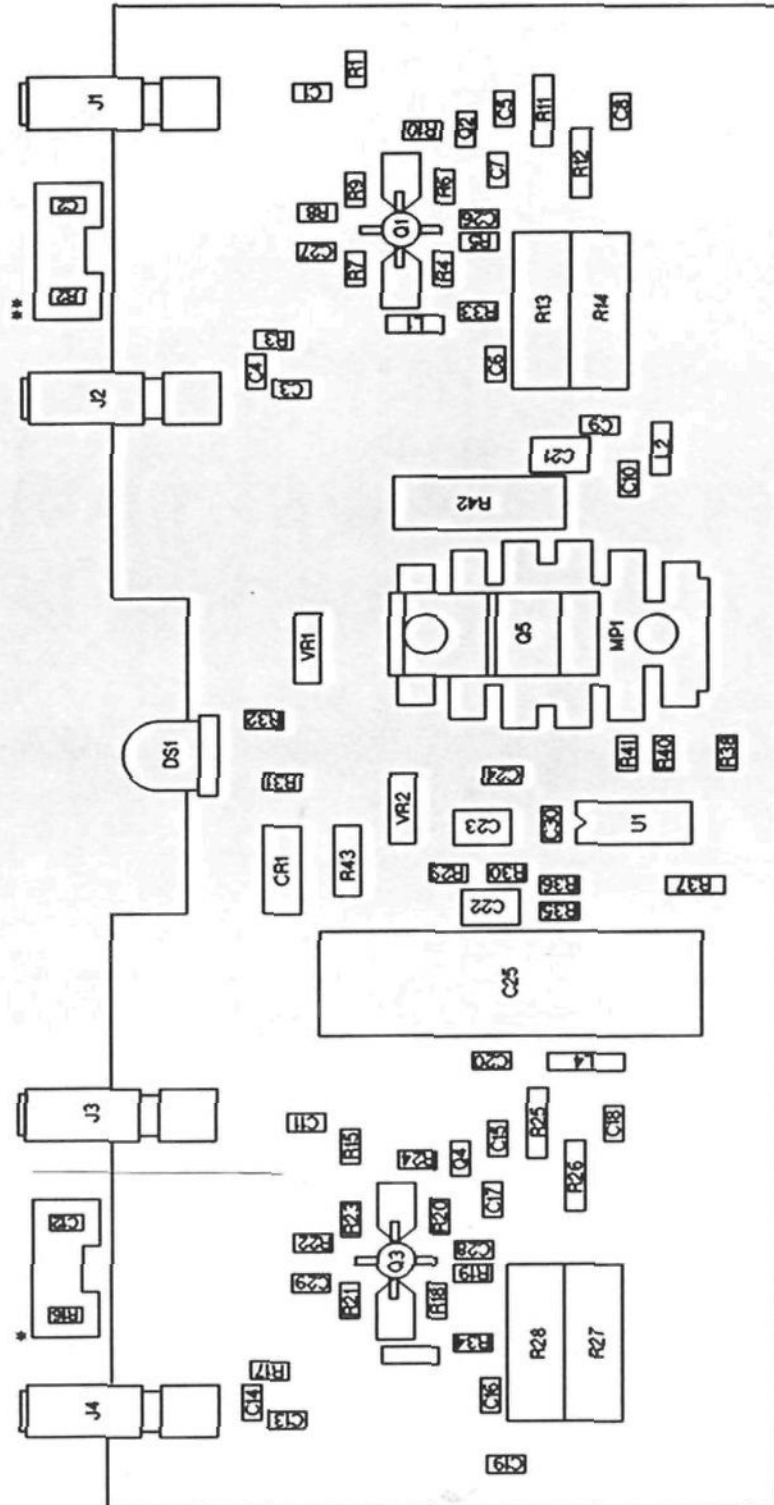 J1
C1
R1
R10
Q2
C5
R11
C8
C2
R8
R9
R6
C7
R12
C26
Q1
R2
**
C27
R7
R4
R5
R13
R14
L1
R33
R3
C4
C3
J2
C6
C9
C21
L2
C10
R42
VR1
Q5
MP1
R32
DS1
R31
C24
R41
R40
R38
VR2
C23
C30
U1
CR1
R43
R29
R30
R36
R37
C22
R35
C25
C20
L4
J3
C11
R15
R24
Q4
C15
R25
C18
R26
C12
R22
R23
R20
C17
C28
Q3
R19
C29
R21
R18
R16
*
R34
R28
R27
R17
C14
C13
J4
C16
C19